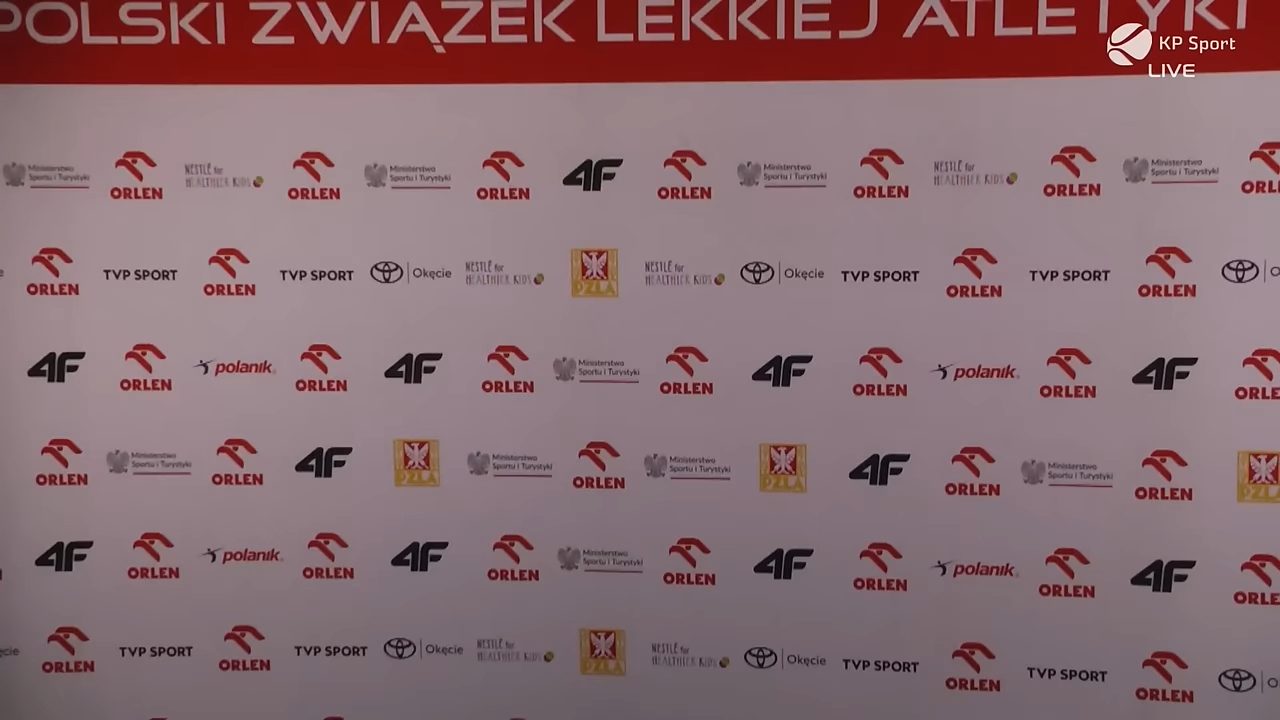 POLSKI ZWIĄZEK LEKKIEJ ATLETYKI
KP Sport
LIVE
Ministerstwo Sportu i Turystyki ORLEN NESTLÉ for HEALTHIER KIDS ORLEN Ministerstwo Sportu i Turystyki ORLEN 4F ORLEN Ministerstwo Sportu i Turystyki ORLEN NESTLÉ for HEALTHIER KIDS ORLEN Ministerstwo Sportu i Turystyki ORL
e ORLEN TVP SPORT ORLEN TVP SPORT Okęcie NESTLÉ for HEALTHIER KIDS PZLA NESTLÉ for HEALTHIER KIDS Okęcie TVP SPORT ORLEN TVP SPORT ORLEN O
4F ORLEN polanik ORLEN 4F ORLEN Ministerstwo Sportu i Turystyki ORLEN 4F ORLEN polanik ORLEN 4F ORLE
ORLEN Ministerstwo Sportu i Turystyki ORLEN 4F PZLA Ministerstwo Sportu i Turystyki ORLEN Ministerstwo Sportu i Turystyki PZLA 4F ORLEN Ministerstwo Sportu i Turystyki ORLEN PZLA
4F ORLEN polanik ORLEN 4F ORLEN Ministerstwo Sportu i Turystyki ORLEN 4F ORLEN polanik ORLEN 4F ORLE
ęcie ORLEN TVP SPORT ORLEN TVP SPORT Okęcie NESTLÉ for HEALTHIER KIDS PZLA NESTLÉ for HEALTHIER KIDS Okęcie TVP SPORT ORLEN TVP SPORT ORLEN O